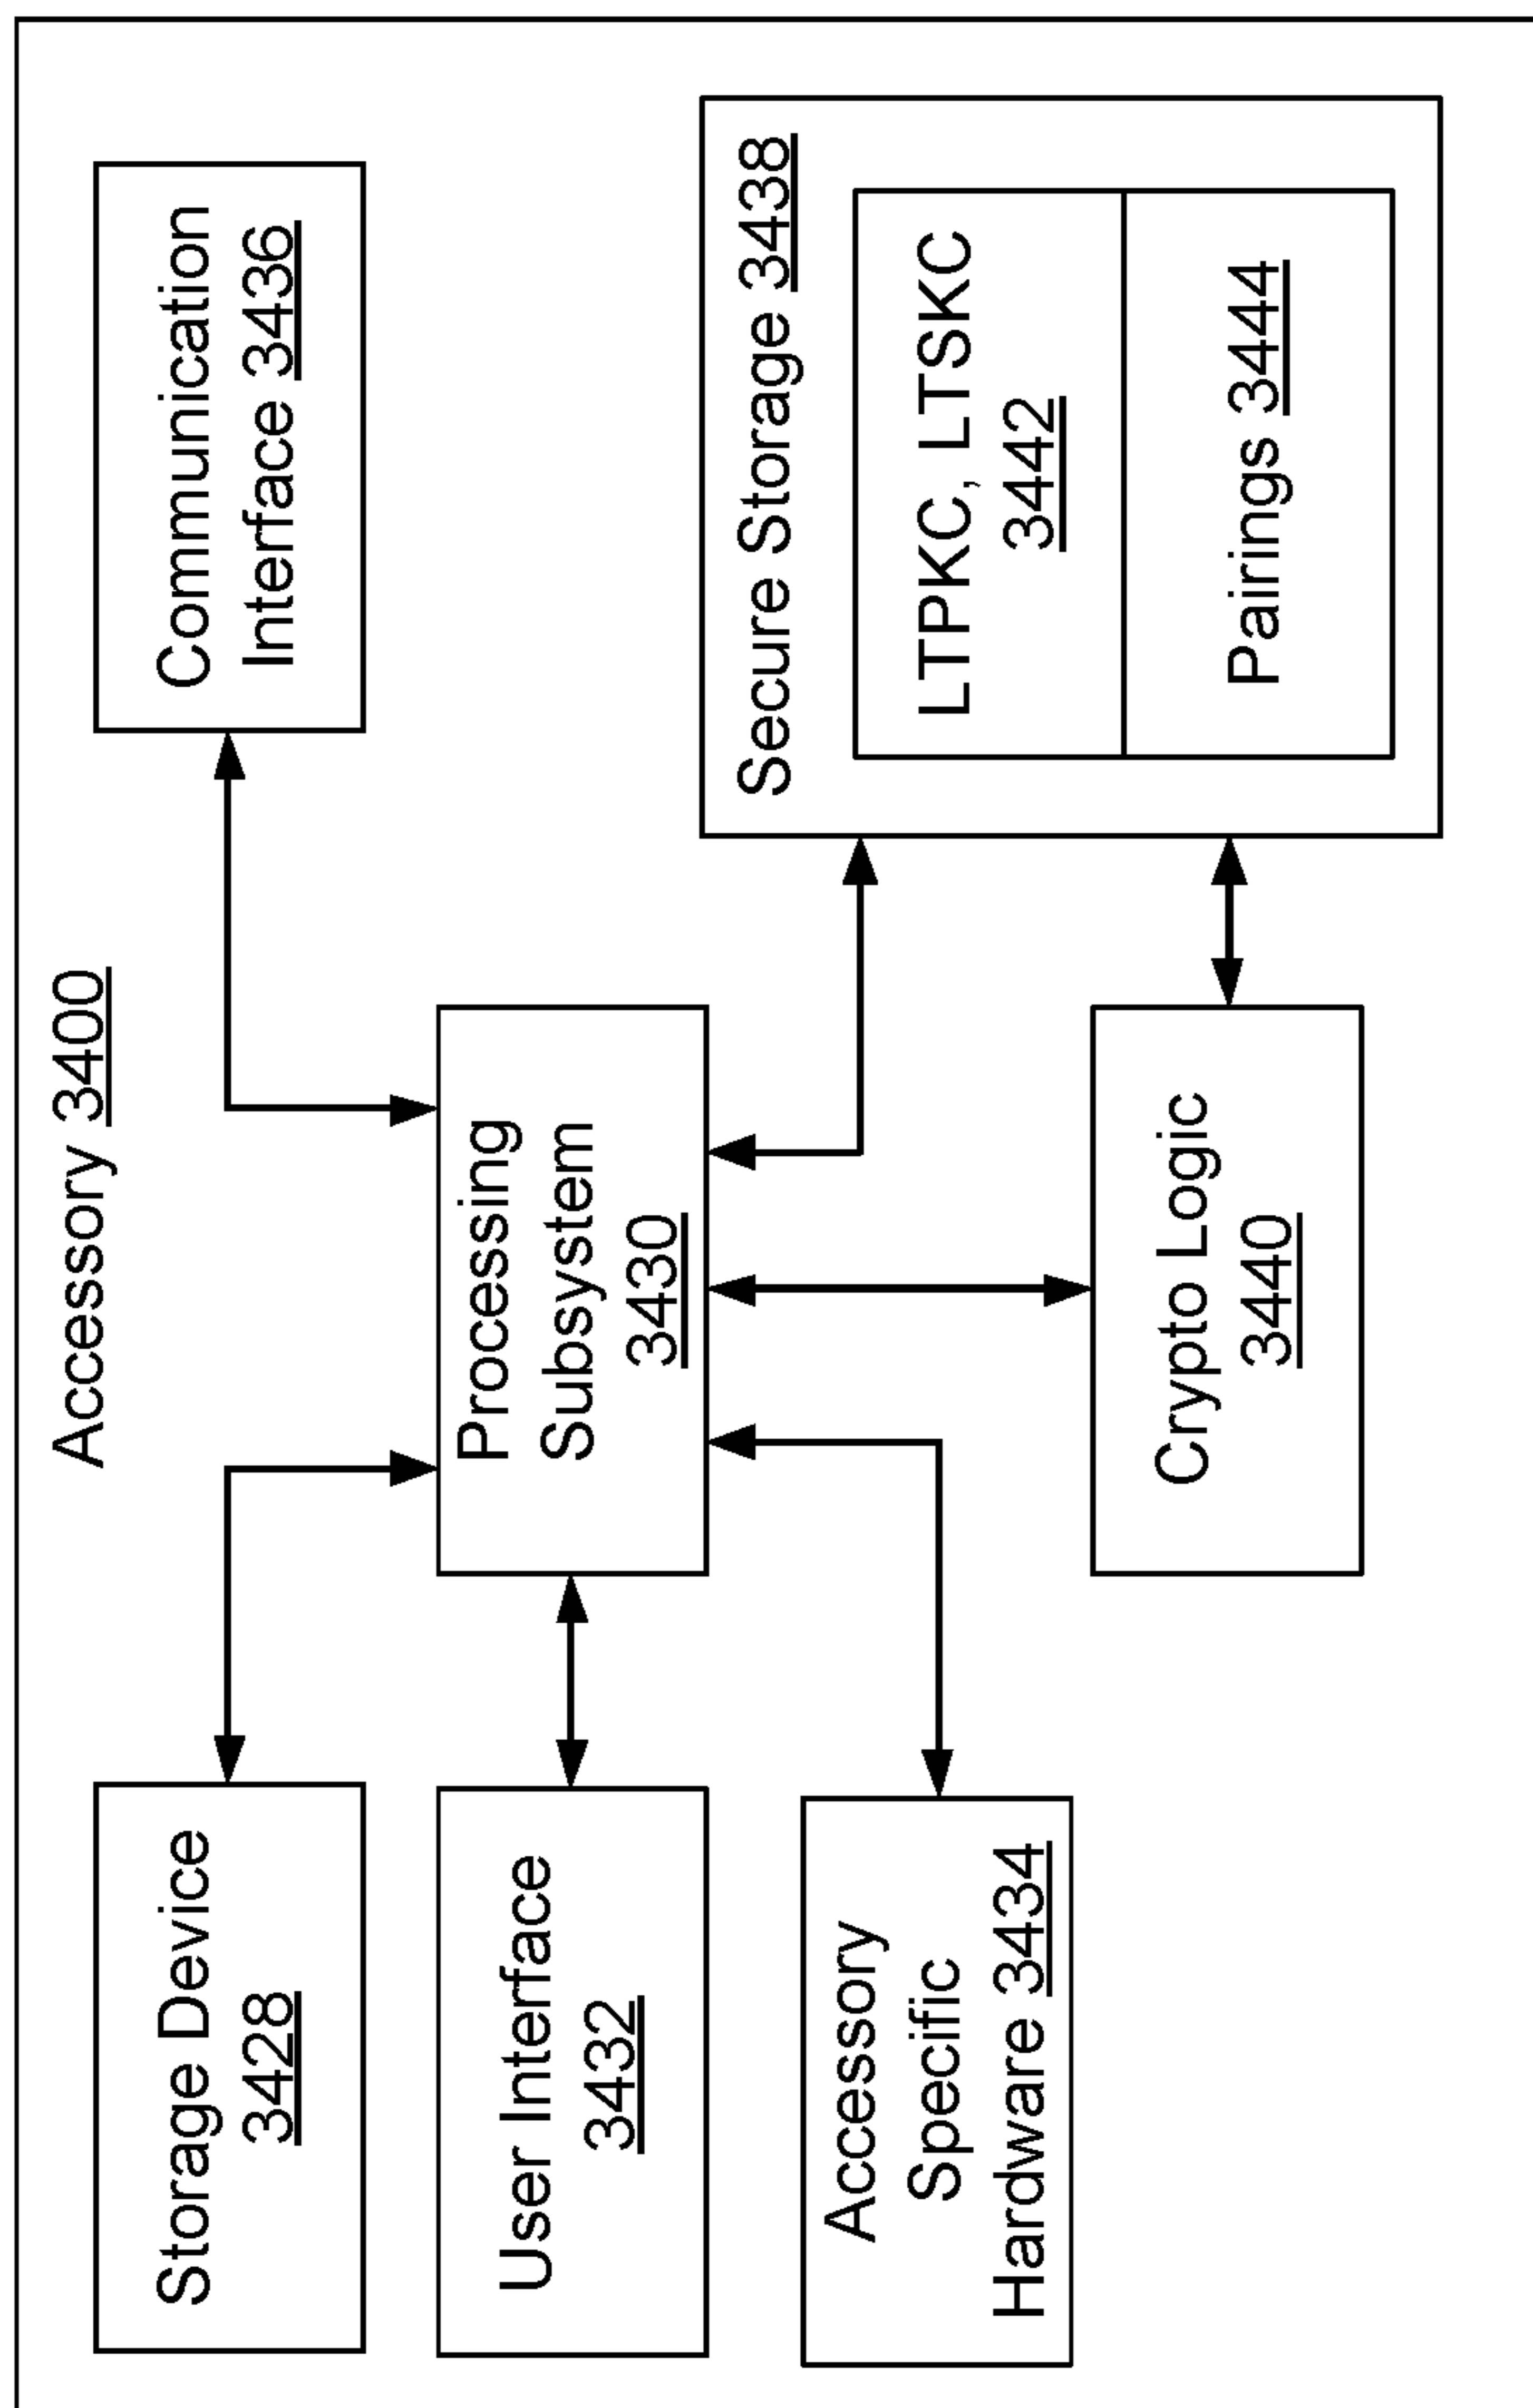 Accessory 3400
Storage Device
3428
User Interface
3432
Accessory
Specific
Hardware 3434
Processing
Subsystem
3430
Crypto Logic
3440
Communication
Interface 3436
Secure Storage 3438
LTPKC, LTSKC
3442
Pairings 3444